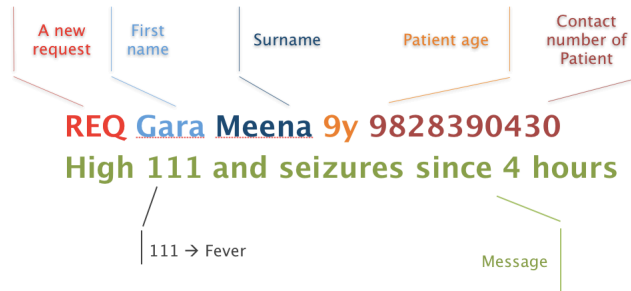 A new
request
First
name
Surname
Patient age
Contact
number of
Patient
REQ Gara Meena 9y 9828390430
High 111 and seizures since 4 hours
111 → Fever
Message